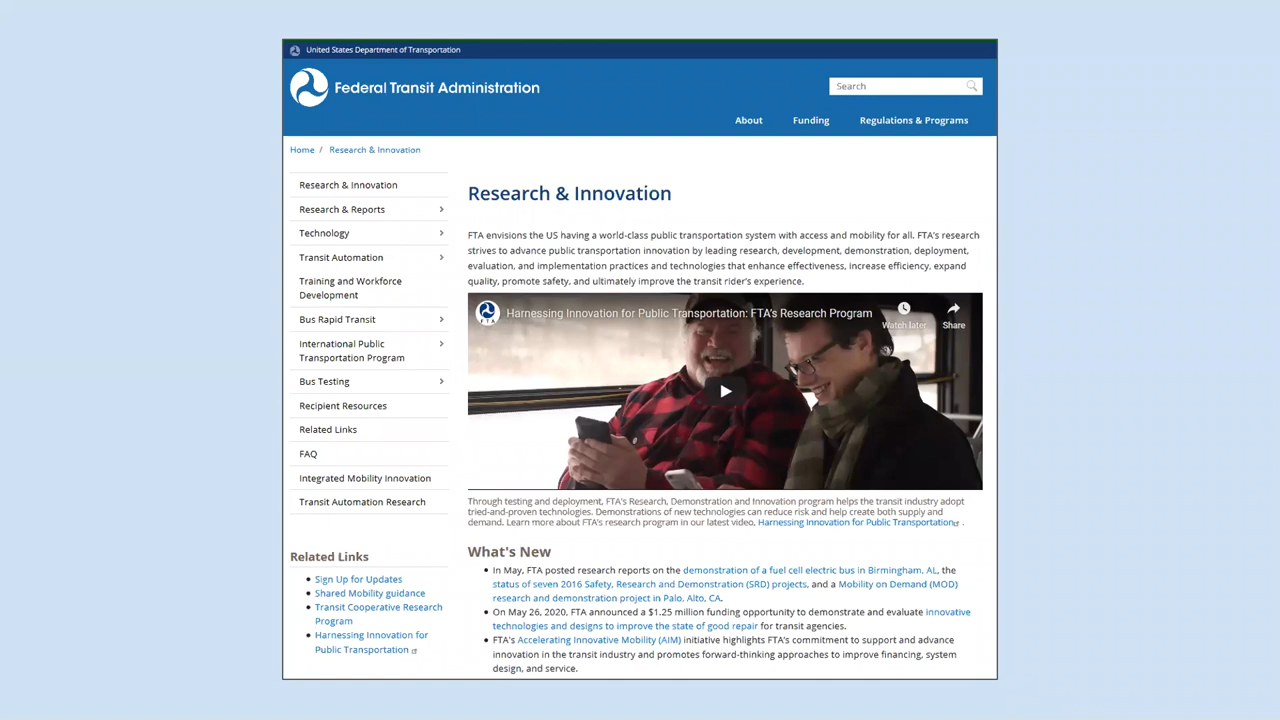 United States Department of Transportation
Federal Transit Administration
Search
About
Funding
Regulations & Programs
Home / Research & Innovation
Research & Innovation
Research & Reports
Technology
Transit Automation
Training and Workforce
Development
Bus Rapid Transit
International Public
Transportation Program
Bus Testing
Recipient Resources
Related Links
FAQ
Integrated Mobility Innovation
Transit Automation Research
Related Links
Sign Up for Updates
Shared Mobility guidance
Transit Cooperative Research
Program
Harnessing Innovation for
Public Transportation
Research & Innovation
FTA envisions the US having a world-class public transportation system with access and mobility for all. FTA's research
strives to advance public transportation innovation by leading research, development, demonstration, deployment,
evaluation, and implementation practices and technologies that enhance effectiveness, increase efficiency, expand
quality, promote safety, and ultimately improve the transit rider's experience.
FTA
Harnessing Innovation for Public Transportation: FTA's Research Program
Watch later
Share
Through testing and deployment, FTA's Research, Demonstration and Innovation program helps the transit industry adopt
tried-and-proven technologies. Demonstrations of new technologies can reduce risk and help create both supply and
demand. Learn more about FTA's research program in our latest video, Harnessing Innovation for Public Transportation .
What's New
In May, FTA posted research reports on the demonstration of a fuel cell electric bus in Birmingham, AL, the
status of seven 2016 Safety, Research and Demonstration (SRD) projects, and a Mobility on Demand (MOD)
research and demonstration project in Palo, Alto, CA.
On May 26, 2020, FTA announced a $1.25 million funding opportunity to demonstrate and evaluate innovative
technologies and designs to improve the state of good repair for transit agencies.
FTA's Accelerating Innovative Mobility (AIM) initiative highlights FTA's commitment to support and advance
innovation in the transit industry and promotes forward-thinking approaches to improve financing, system
design, and service.